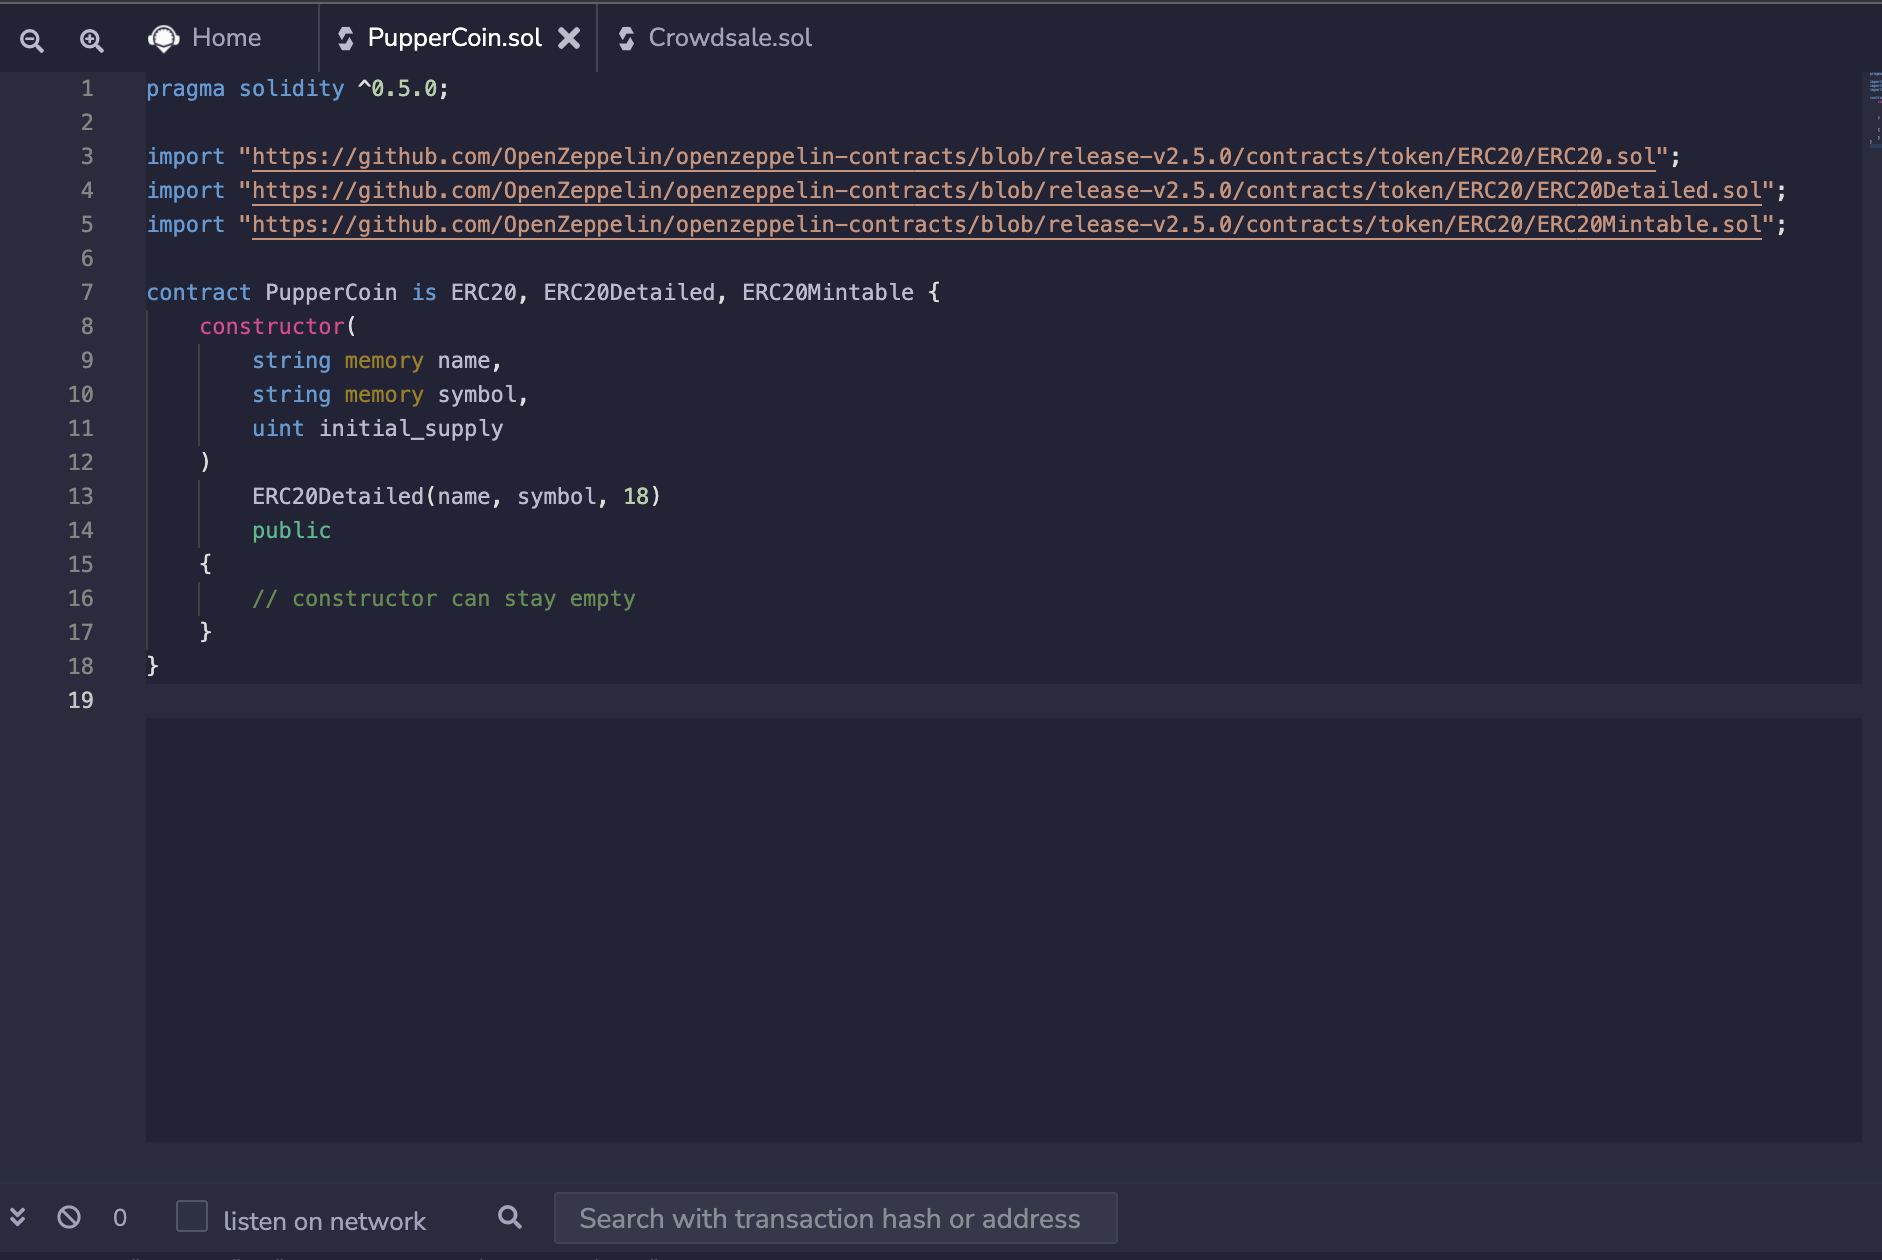 Home
PupperCoin.sol
Crowdsale.sol
1 pragma solidity ^0.5.0;
2
3 import "https://github.com/OpenZeppelin/openzeppelin-contracts/blob/release-v2.5.0/contracts/token/ERC20/ERC20.sol";
4 import "https://github.com/OpenZeppelin/openzeppelin-contracts/blob/release-v2.5.0/contracts/token/ERC20/ERC20Detailed.sol";
5 import "https://github.com/OpenZeppelin/openzeppelin-contracts/blob/release-v2.5.0/contracts/token/ERC20/ERC20Mintable.sol";
6
7 contract PupperCoin is ERC20, ERC20Detailed, ERC20Mintable {
8     constructor(
9         string memory name,
10         string memory symbol,
11         uint initial_supply
12     )
13         ERC20Detailed(name, symbol, 18)
14         public
15     {
16         // constructor can stay empty
17     }
18 }
19
0
listen on network
Search with transaction hash or address